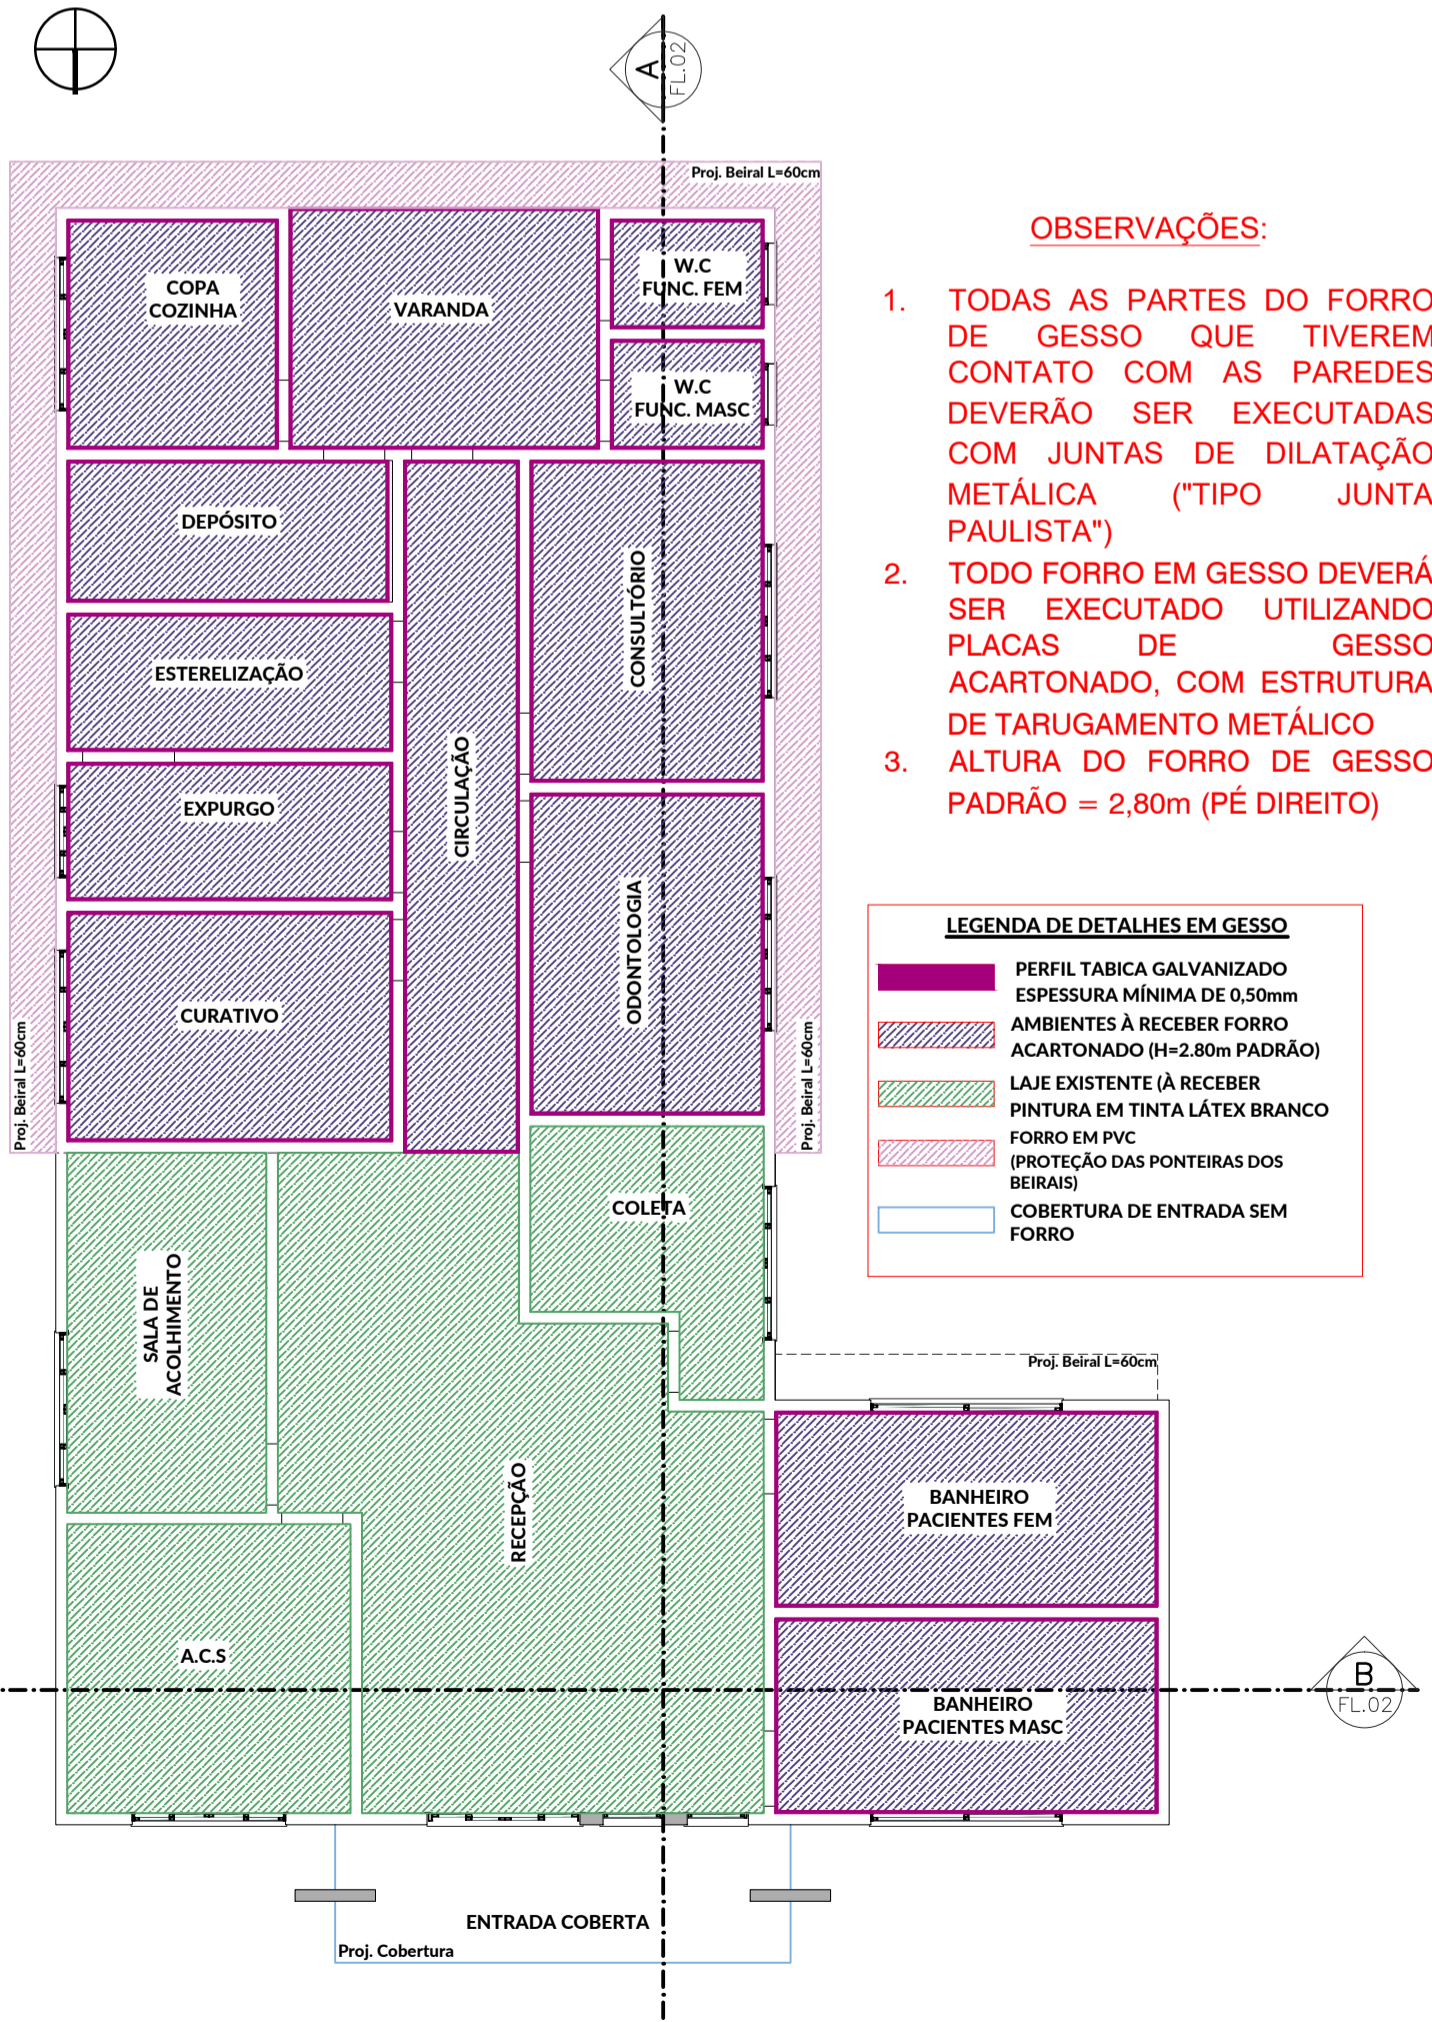 A
FL.02
Proj. Beiral L=60cm
COPA
COZINHA
VARANDA
W.C
FUNC. FEM
W.C
FUNC. MASC
DEPÓSITO
CONSULTÓRIO
ESTERELIZAÇÃO
CIRCULAÇÃO
EXPURGO
ODONTOLOGIA
CURATIVO
Proj. Beiral L=60cm
Proj. Beiral L=60cm
COLETA
SALA DE
ACOLHIMENTO
Proj. Beiral L=60cm
RECEPÇÃO
BANHEIRO
PACIENTES FEM
A.C.S
BANHEIRO
PACIENTES MASC
B
FL.02
ENTRADA COBERTA
Proj. Cobertura
OBSERVAÇÕES:
1. TODAS AS PARTES DO FORRO
DE GESSO QUE TIVEREM
CONTATO COM AS PAREDES
DEVERÃO SER EXECUTADAS
COM JUNTAS DE DILATAÇÃO
METÁLICA ("TIPO JUNTA
PAULISTA")
2. TODO FORRO EM GESSO DEVERÁ
SER EXECUTADO UTILIZANDO
PLACAS DE GESSO
ACARTONADO, COM ESTRUTURA
DE TARUGAMENTO METÁLICO
3. ALTURA DO FORRO DE GESSO
PADRÃO = 2,80m (PÉ DIREITO)
LEGENDA DE DETALHES EM GESSO
PERFIL TABICA GALVANIZADO
ESPESSURA MÍNIMA DE 0,50mm
AMBIENTES À RECEBER FORRO
ACARTONADO (H=2.80m PADRÃO)
LAJE EXISTENTE (À RECEBER
PINTURA EM TINTA LÁTEX BRANCO
FORRO EM PVC
(PROTEÇÃO DAS PONTEIRAS DOS
BEIRAIS)
COBERTURA DE ENTRADA SEM
FORRO